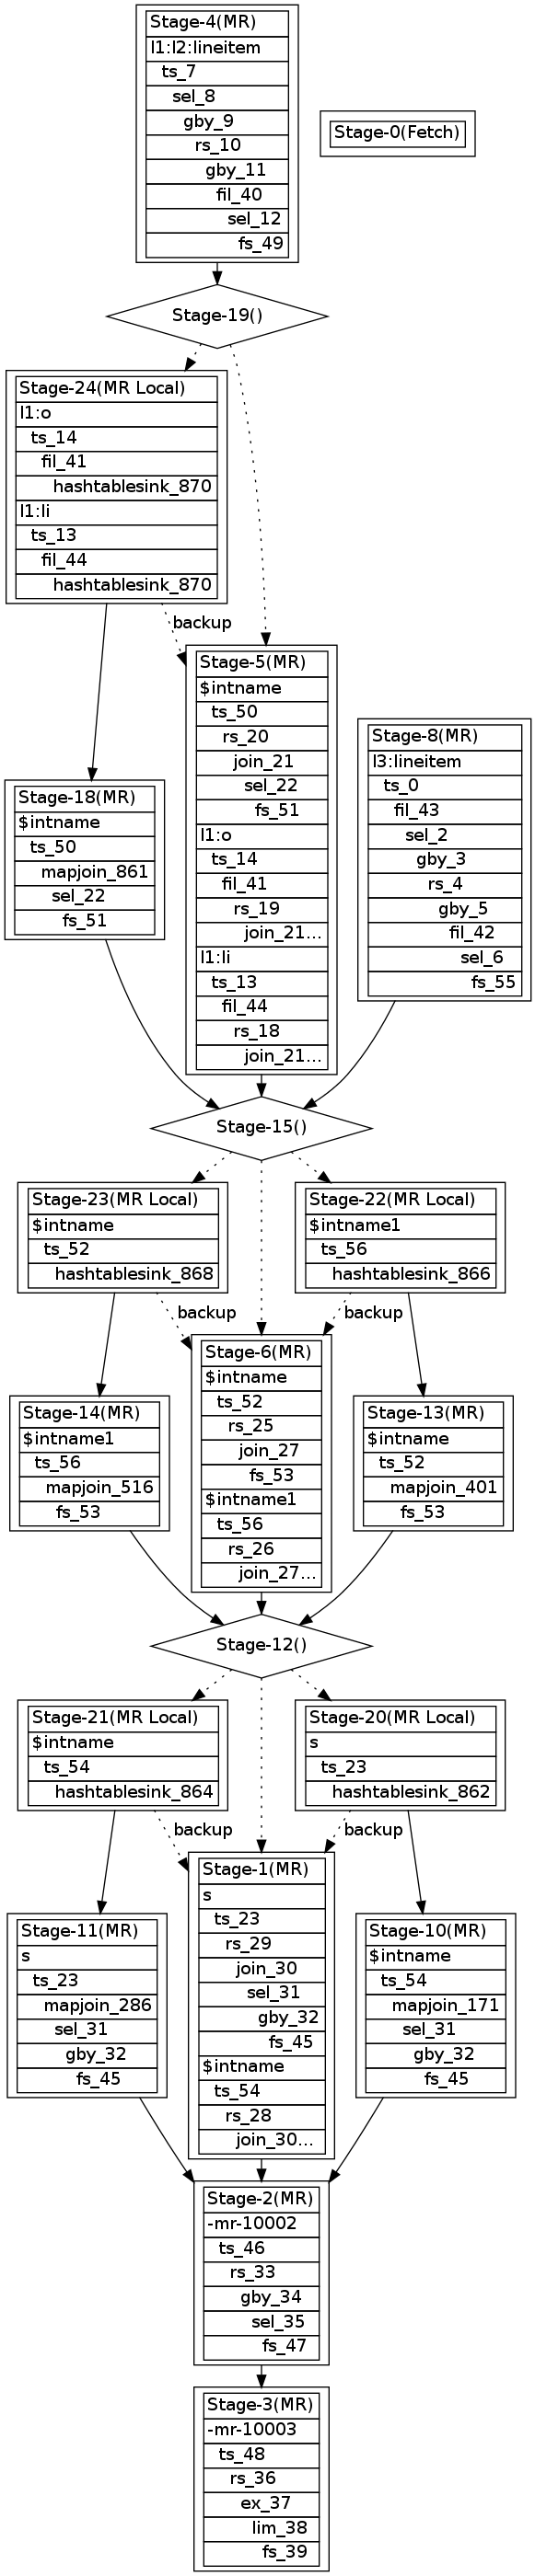 Stage-4(MR)
l1:l2:lineitem
ts_7
sel_8
gby_9
rs_10
gby_11
fil_40
sel_12
fs_49
Stage-0(Fetch)
Stage-19()
Stage-24(MR Local)
l1:o
ts_14
fil_41
hashtablesink_870
l1:li
ts_13
fil_44
hashtablesink_870
backup
Stage-5(MR)
$intname
ts_50
rs_20
join_21
sel_22
fs_51
l1:o
ts_14
fil_41
rs_19
join_21...
l1:li
ts_13
fil_44
rs_18
join_21...
Stage-8(MR)
l3:lineitem
ts_0
fil_43
sel_2
gby_3
rs_4
gby_5
fil_42
sel_6
fs_55
Stage-18(MR)
$intname
ts_50
mapjoin_861
sel_22
fs_51
Stage-15()
Stage-23(MR Local)
$intname
ts_52
hashtablesink_868
Stage-22(MR Local)
$intname1
ts_56
hashtablesink_866
backup
backup
Stage-6(MR)
$intname
ts_52
rs_25
join_27
fs_53
$intname1
ts_56
rs_26
join_27...
Stage-14(MR)
$intname1
ts_56
mapjoin_516
fs_53
Stage-13(MR)
$intname
ts_52
mapjoin_401
fs_53
Stage-12()
Stage-21(MR Local)
$intname
ts_54
hashtablesink_864
Stage-20(MR Local)
s
ts_23
hashtablesink_862
backup
backup
Stage-1(MR)
s
ts_23
rs_29
join_30
sel_31
gby_32
fs_45
$intname
ts_54
rs_28
join_30...
Stage-11(MR)
s
ts_23
mapjoin_286
sel_31
gby_32
fs_45
Stage-10(MR)
$intname
ts_54
mapjoin_171
sel_31
gby_32
fs_45
Stage-2(MR)
-mr-10002
ts_46
rs_33
gby_34
sel_35
fs_47
Stage-3(MR)
-mr-10003
ts_48
rs_36
ex_37
lim_38
fs_39